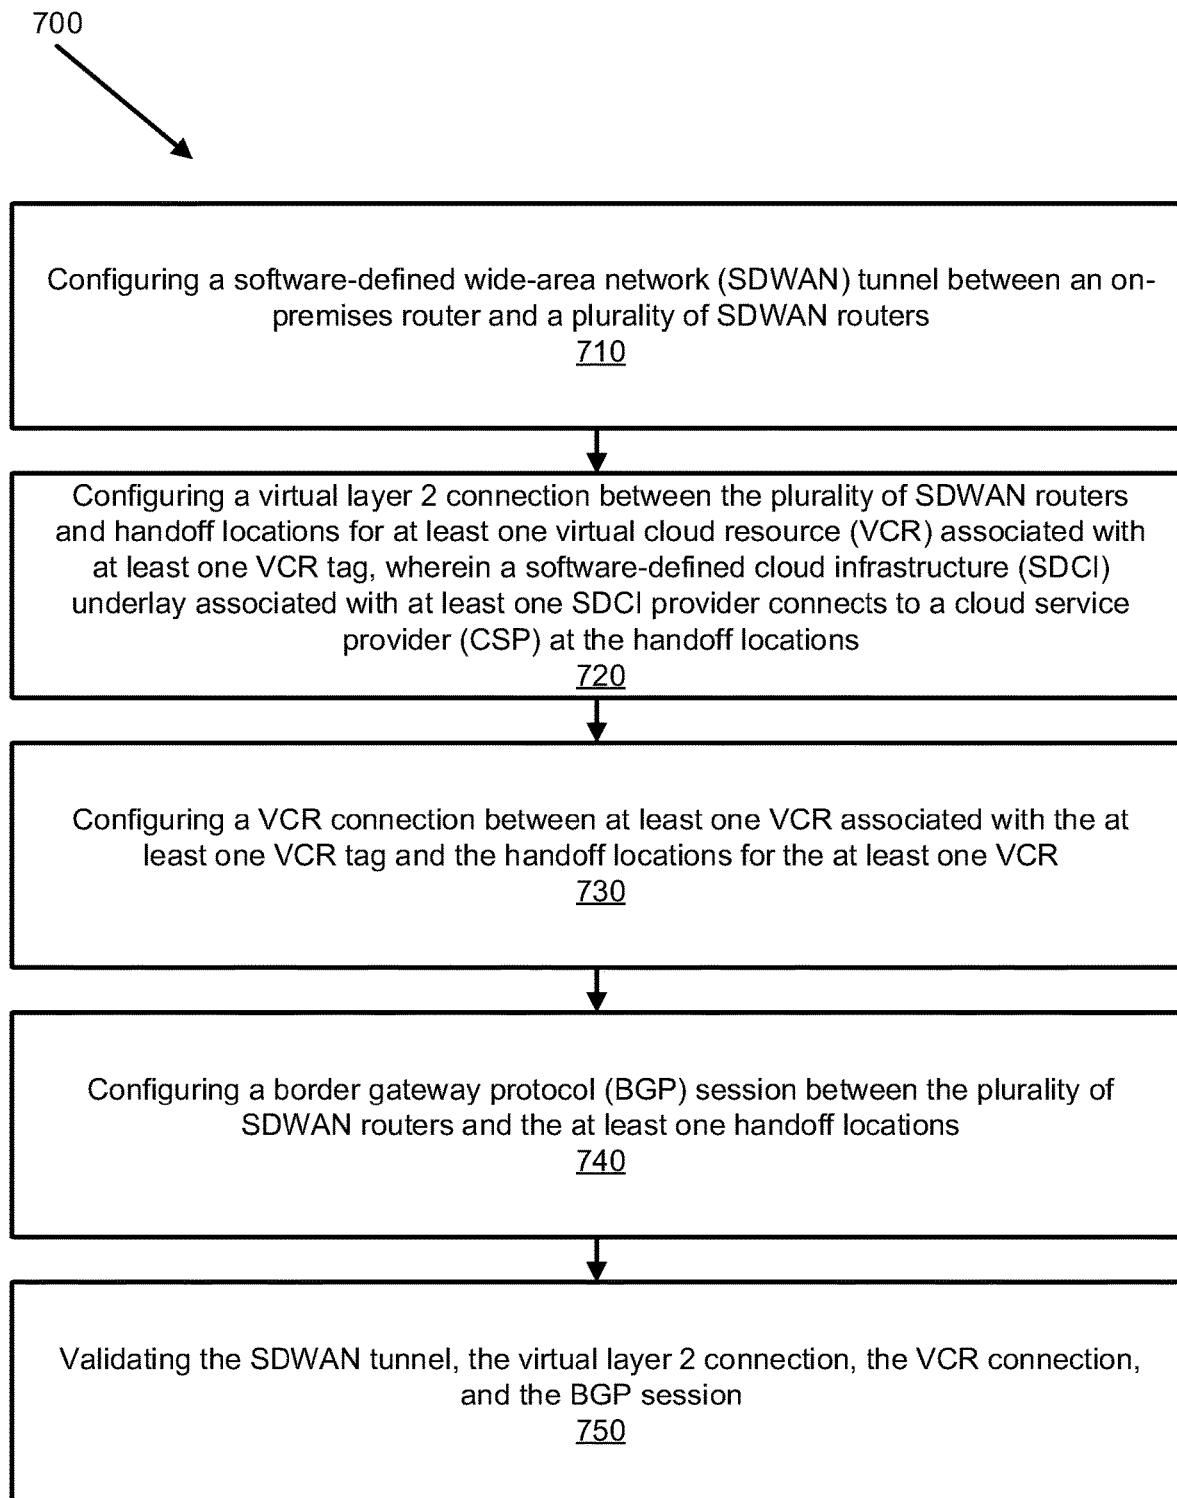 700
Configuring a software-defined wide-area network (SDWAN) tunnel between an on-
premises router and a plurality of SDWAN routers
710
Configuring a virtual layer 2 connection between the plurality of SDWAN routers
and handoff locations for at least one virtual cloud resource (VCR) associated with
at least one VCR tag, wherein a software-defined cloud infrastructure (SDCI)
underlay associated with at least one SDCI provider connects to a cloud service
provider (CSP) at the handoff locations
720
Configuring a VCR connection between at least one VCR associated with the at
least one VCR tag and the handoff locations for the at least one VCR
730
Configuring a border gateway protocol (BGP) session between the plurality of
SDWAN routers and the at least one handoff locations
740
Validating the SDWAN tunnel, the virtual layer 2 connection, the VCR connection,
and the BGP session
750